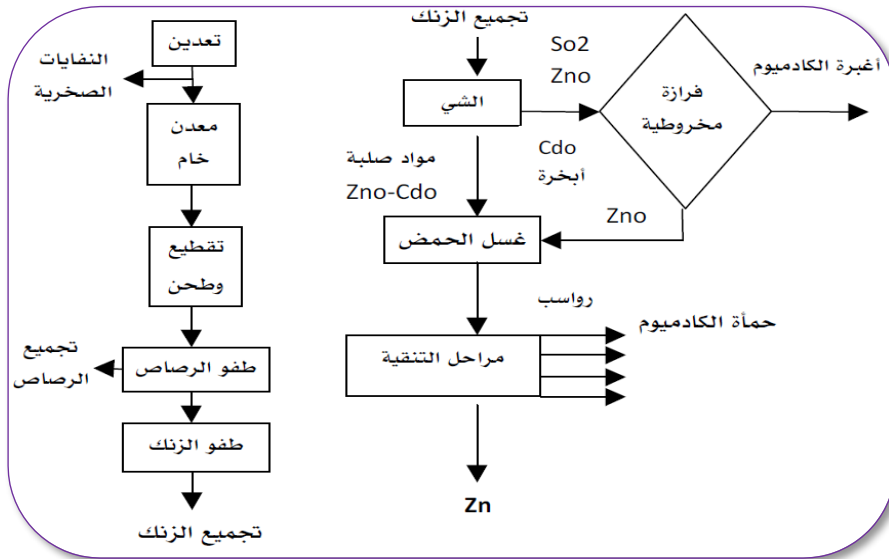 تعدين
النفايات
الصخرية
معدن
خام
تقطيع
وطحن
طفو الرصاص
تجميع
الرصاص
طفو الزنك
تجميع الزنك
تجميع الزنك
الشي
So2
Zno
Cdo
أبخرة
فرازة
مخروطية
أغبرة الكادميوم
مواد صلبة
Zno-Cdo
Zno
غسل الحمض
رواسب
مراحل التنقية
حمأة الكادميوم
Zn